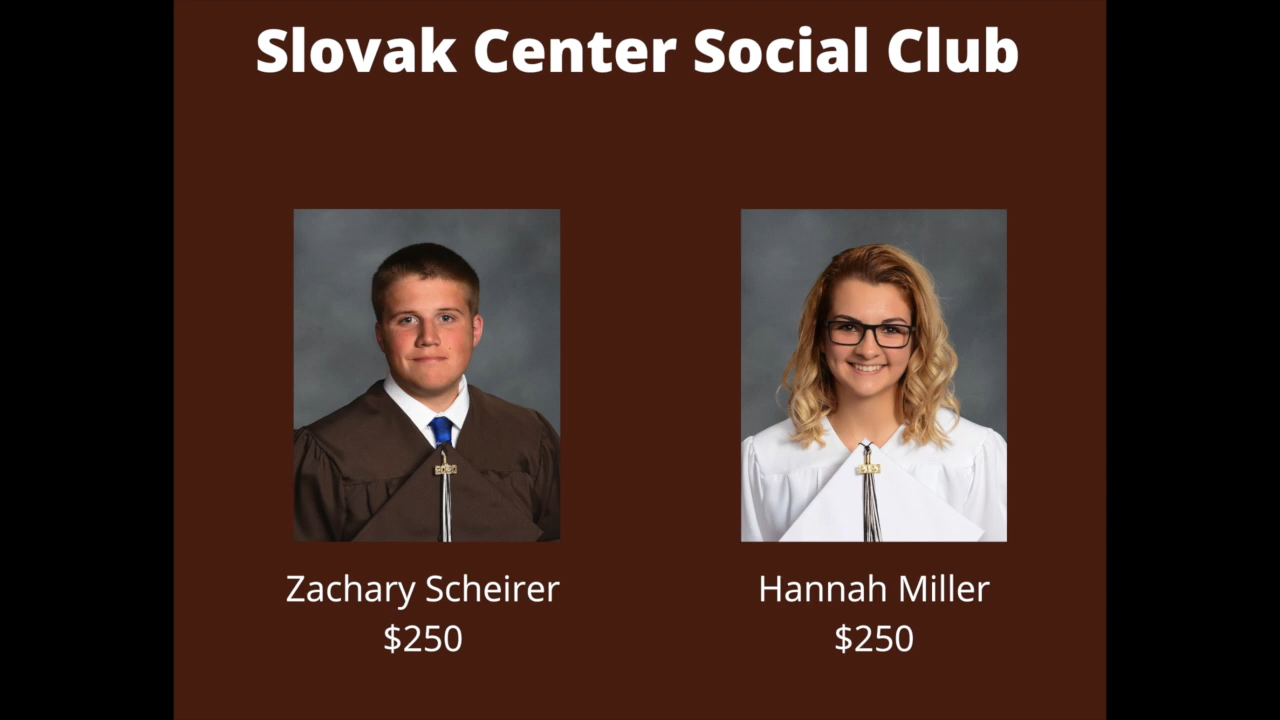 Slovak Center Social Club
Zachary Scheirer
$250
Hannah Miller
$250